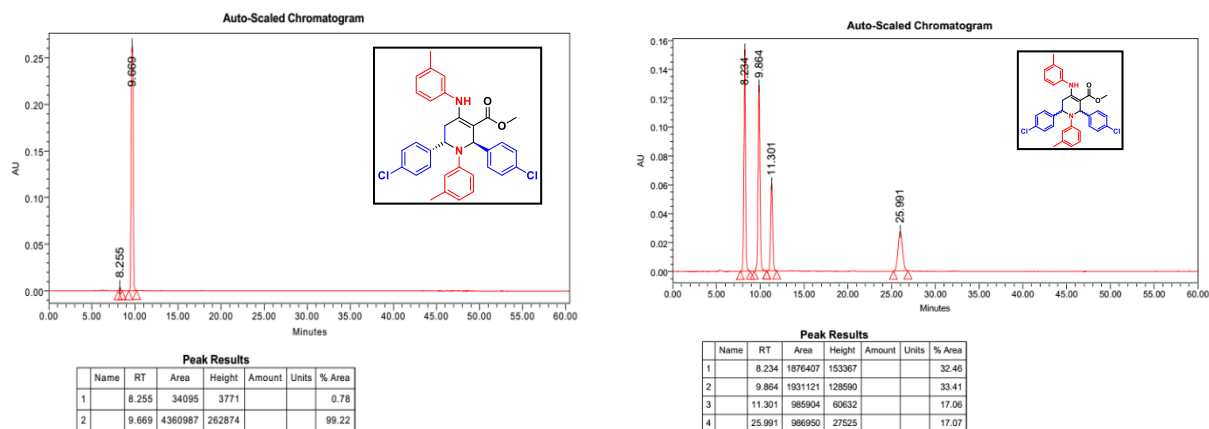 Auto-Scaled Chromatogram
AU
0.25
0.20
0.15
0.10
0.05
0.00
8.255
9.669
NH
O
O
N
Cl
Cl
0.00 5.00 10.00 15.00 20.00 25.00 30.00 35.00 40.00 45.00 50.00 55.00 60.00
Minutes
Peak Results
Name RT Area Height Amount Units % Area
1 8.255 34095 3771 0.78
2 9.669 4360987 262874 99.22
Auto-Scaled Chromatogram
AU
0.16
0.14
0.12
0.10
0.08
0.06
0.04
0.02
0.00
8.234
9.864
11.301
25.991
NH
O
O
N
Cl
Cl
0.00 5.00 10.00 15.00 20.00 25.00 30.00 35.00 40.00 45.00 50.00 55.00 60.00
Minutes
Peak Results
Name RT Area Height Amount Units % Area
1 8.234 1876407 153367 32.46
2 9.864 1931121 128590 33.41
3 11.301 985904 60632 17.06
4 25.991 986950 27525 17.07